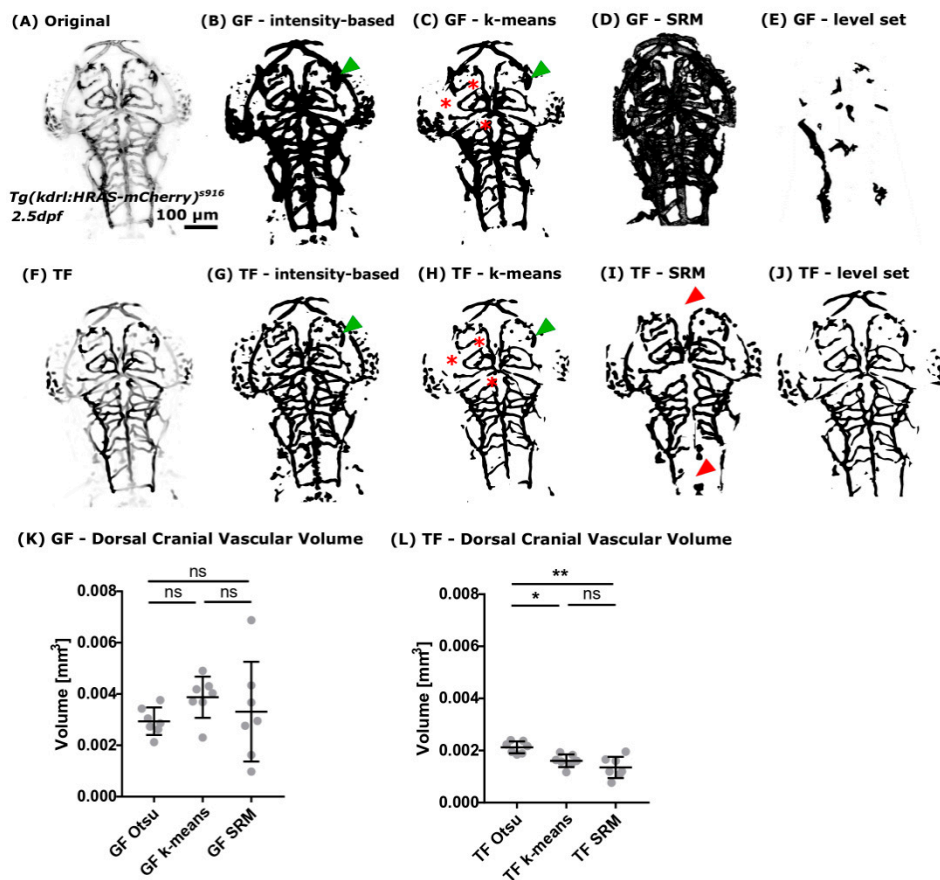 (A) Original
(B) GF - intensity-based
(C) GF - k-means
(D) GF - SRM
(E) GF - level set
*
*
*
Tg(kdrl:HRAS-mCherry)s916
2.5dpf
100 µm
(F) TF
(G) TF - intensity-based
(H) TF - k-means
(I) TF - SRM
(J) TF - level set
*
*
*
(K) GF - Dorsal Cranial Vascular Volume
ns
ns
ns
0.008
0.006
0.004
0.002
0.000
Volume [mm3]
GF Otsu
GF k-means
GF SRM
(L) TF - Dorsal Cranial Vascular Volume
**
*
ns
0.008
0.006
0.004
0.002
0.000
Volume [mm3]
TF Otsu
TF k-means
TF SRM